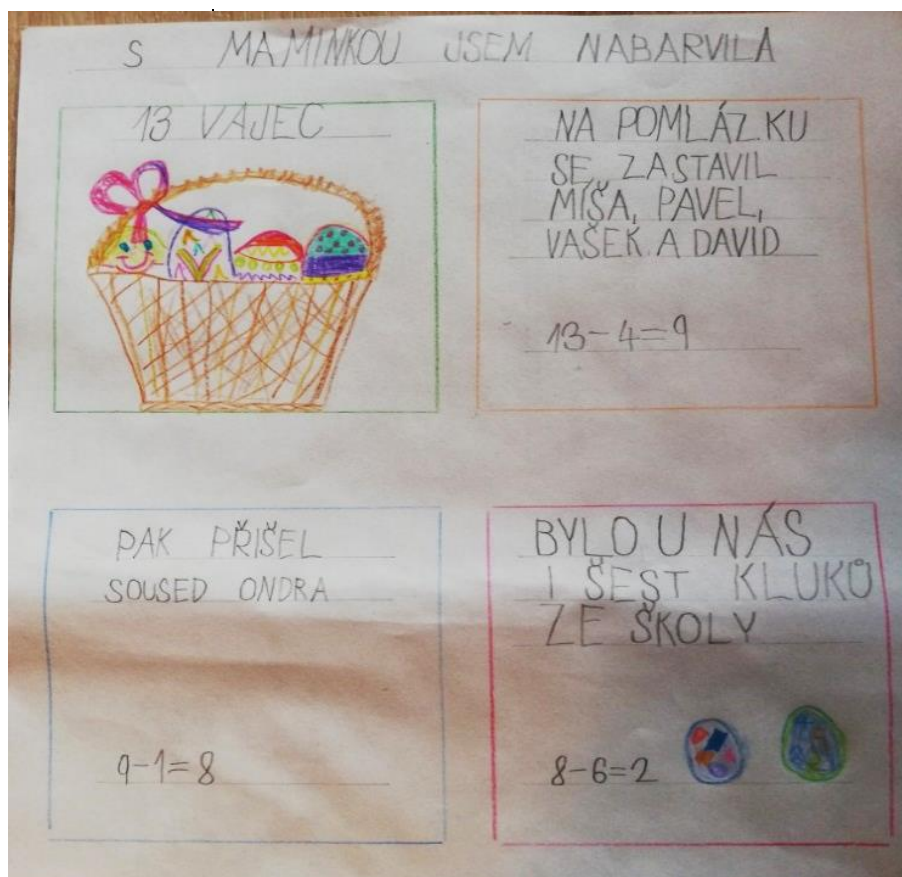 S MAMINKOU JSEM NABARVILA
13 VAJEC
NA POMLÁZKU
SE ZASTAVIL
MÍŠA, PAVEL,
VAŠEK A DAVID
13-4=9
PAK PŘIŠEL
SOUSED ONDRA
9-1=8
BYLO U NÁS
I ŠEST KLUKŮ
ZE ŠKOLY
8-6=2